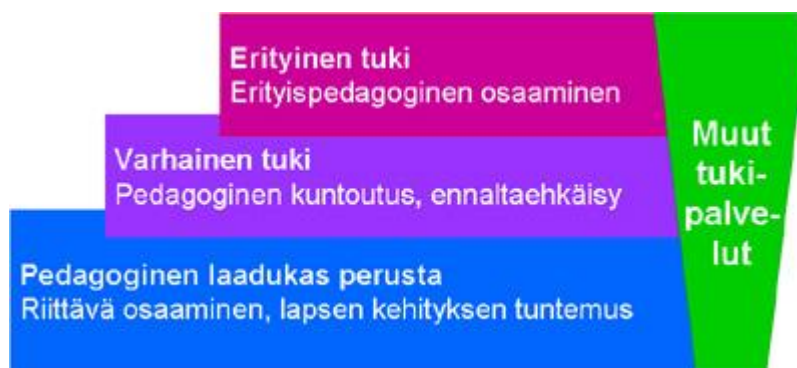 Erityinen tuki
Erityispedagoginen osaaminen
Varhainen tuki
Pedagoginen kuntoutus, ennaltaehkäisy
Pedagoginen laadukas perusta
Riittävä osaaminen, lapsen kehityksen tuntemus
Muut
tuki-
palve-
lut